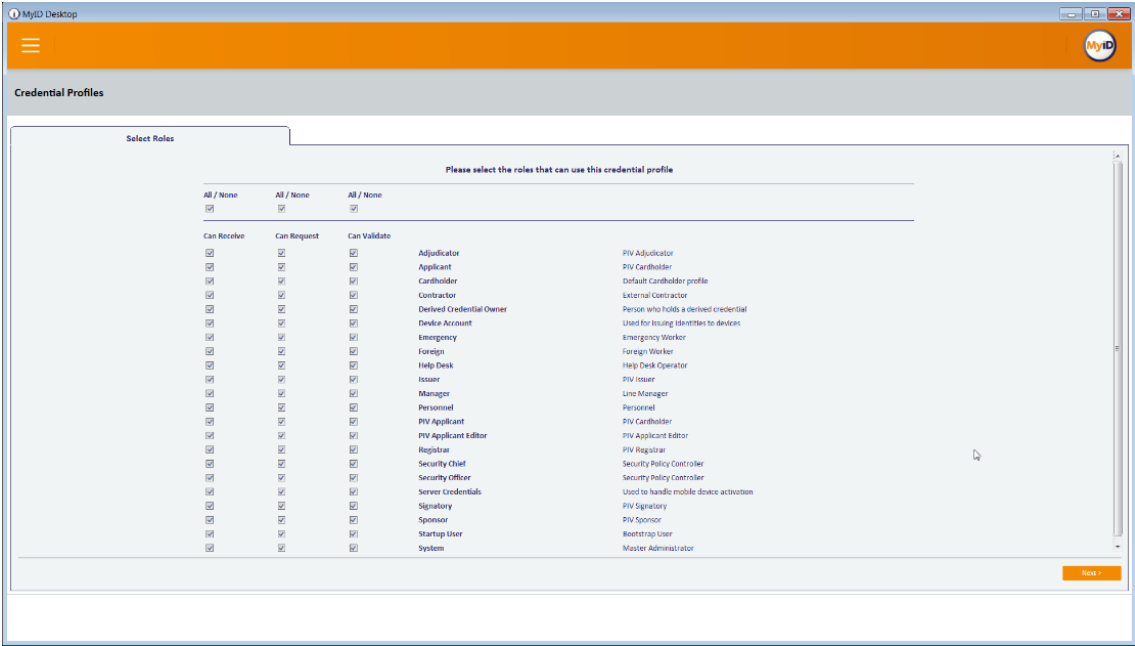 MyID Desktop
MyiD
Credential Profiles
Select Roles
Please select the roles that can use this credential profile
All / None All / None All / None
Can Receive Can Request Can Validate
Adjudicator PIV Adjudicator
Applicant PIV Cardholder
Cardholder Default Cardholder profile
Contractor External Contractor
Derived Credential Owner Person who holds a derived credential
Device Account Used for issuing identities to devices
Emergency Emergency Worker
Foreign Foreign Worker
Help Desk Help Desk Operator
Issuer PIV Issuer
Manager Line Manager
Personnel Personnel
PIV Applicant PIV Cardholder
PIV Applicant Editor PIV Applicant Editor
Registrar PIV Registrar
Security Chief Security Policy Controller
Security Officer Security Policy Controller
Server Credentials Used to handle mobile device activation
Signatory PIV Signatory
Sponsor PIV Sponsor
Startup User Bootstrap User
System Master Administrator
Next >